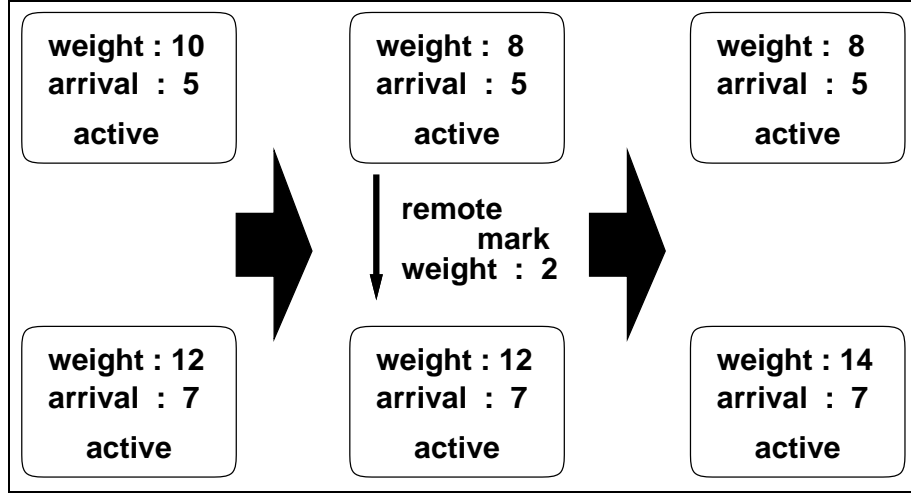 weight : 10
arrival : 5
active
weight : 8
arrival : 5
active
weight : 8
arrival : 5
active
remote
mark
weight : 2
weight : 12
arrival : 7
active
weight : 12
arrival : 7
active
weight : 14
arrival : 7
active